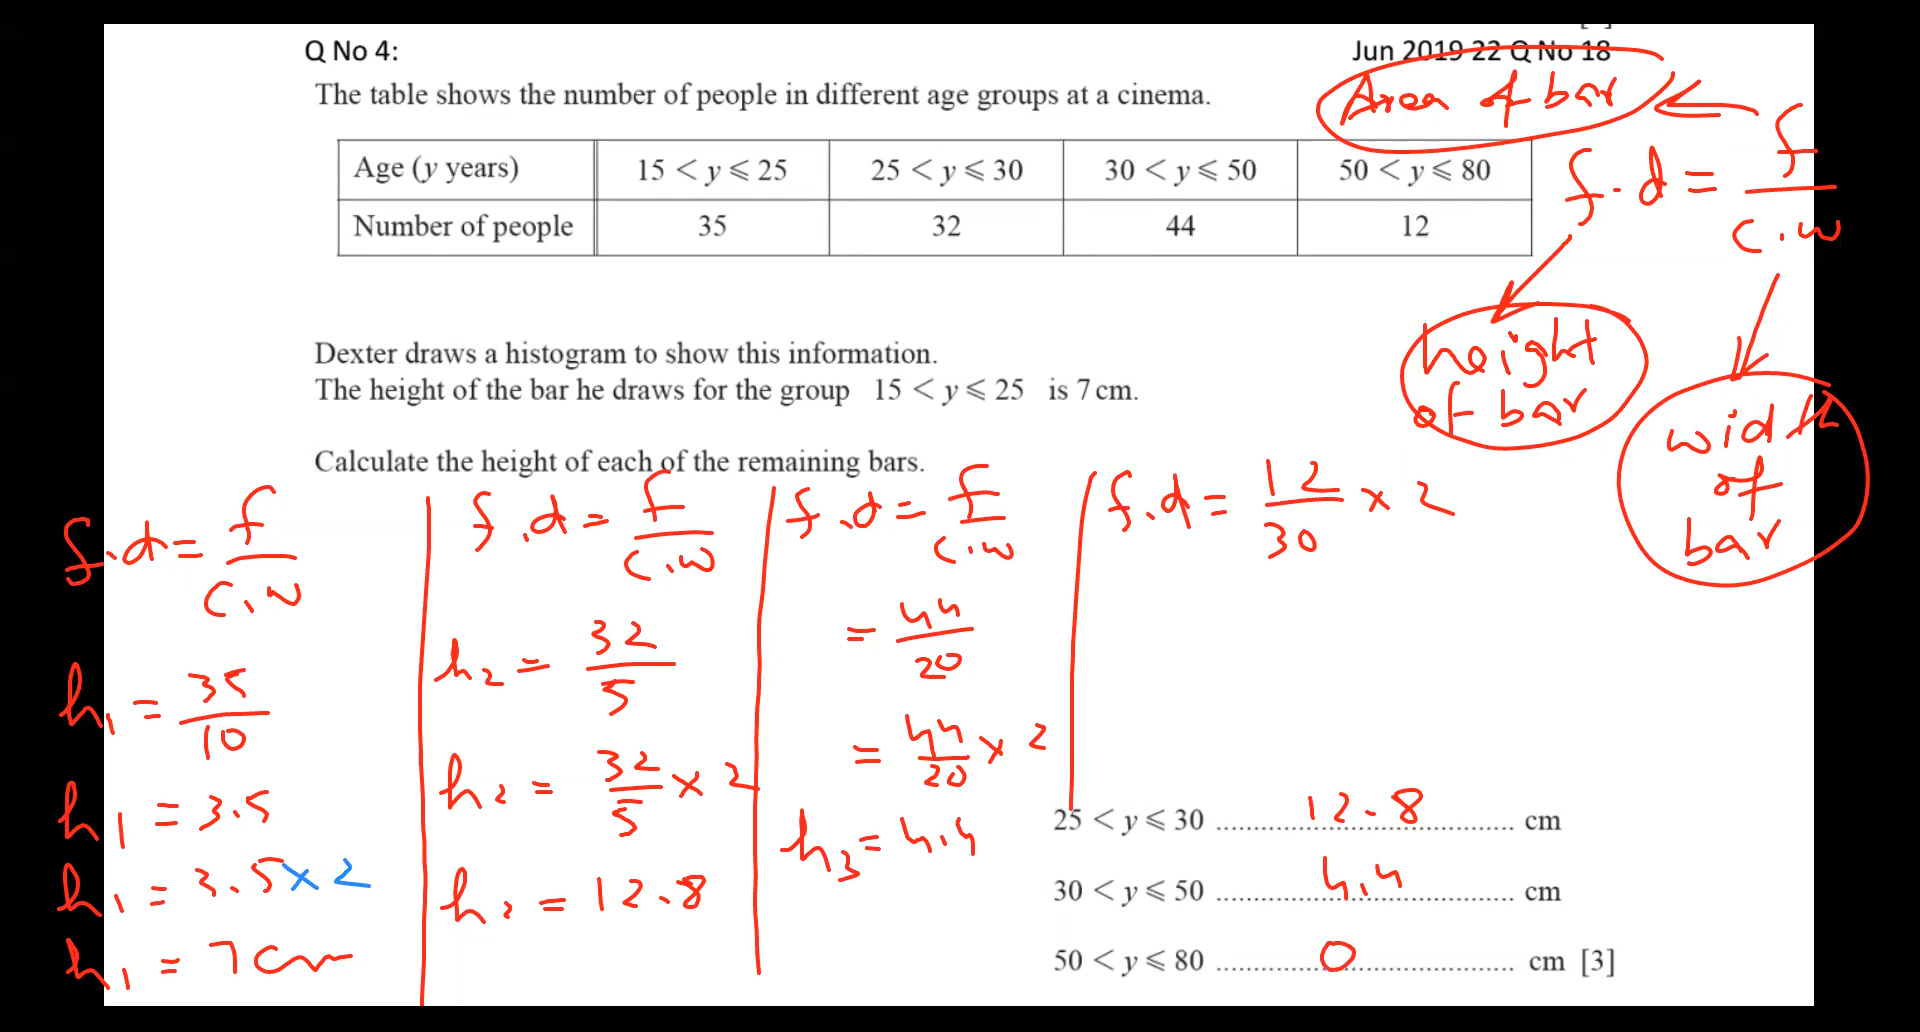 Q No 4:
Jun 2019 22 Q No 18
The table shows the number of people in different age groups at a cinema.
Area of bar
Age (y years) 15 < y ⩽ 25 25 < y ⩽ 30 30 < y ⩽ 50 50 < y ⩽ 80
Number of people 35 32 44 12
f.d = f / c.w
height
of bar
width
of
bar
Dexter draws a histogram to show this information.
The height of the bar he draws for the group 15 < y ⩽ 25 is 7 cm.
Calculate the height of each of the remaining bars.
f.d = f / c.w
h1 = 35 / 10
h1 = 3.5
h1 = 3.5 × 2
h1 = 7 cm
f.d = f / c.w
h2 = 32 / 5
h2 = 32 / 5 × 2
h2 = 12.8
f.d = f / c.w
= 44 / 20
= 44 / 20 × 2
h3 = 4.4
f.d = 12 / 30 × 2
25 < y ⩽ 30 ........ 12.8 ........ cm
30 < y ⩽ 50 ........ 4.4 ........ cm
50 < y ⩽ 80 ........ 0 ........ cm [3]